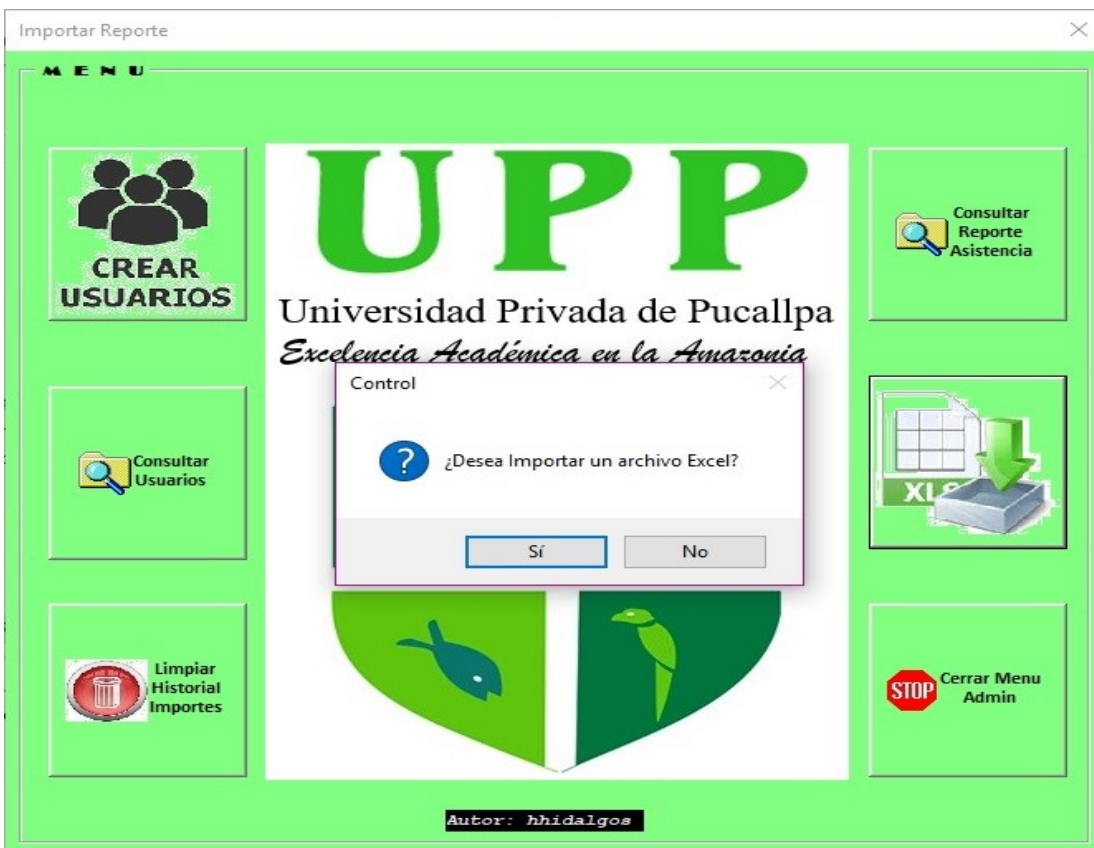 Importar Reporte
MENU
CREAR
USUARIOS
UPP
Universidad Privada de Pucallpa
Excelencia Académica en la Amazonia
Consultar
Reporte
Asistencia
Control
¿Desea Importar un archivo Excel?
Sí
No
Consultar
Usuarios
XLS
Limpiar
Historial
Importes
STOP
Cerrar Menu
Admin
Autor: hhidalgos